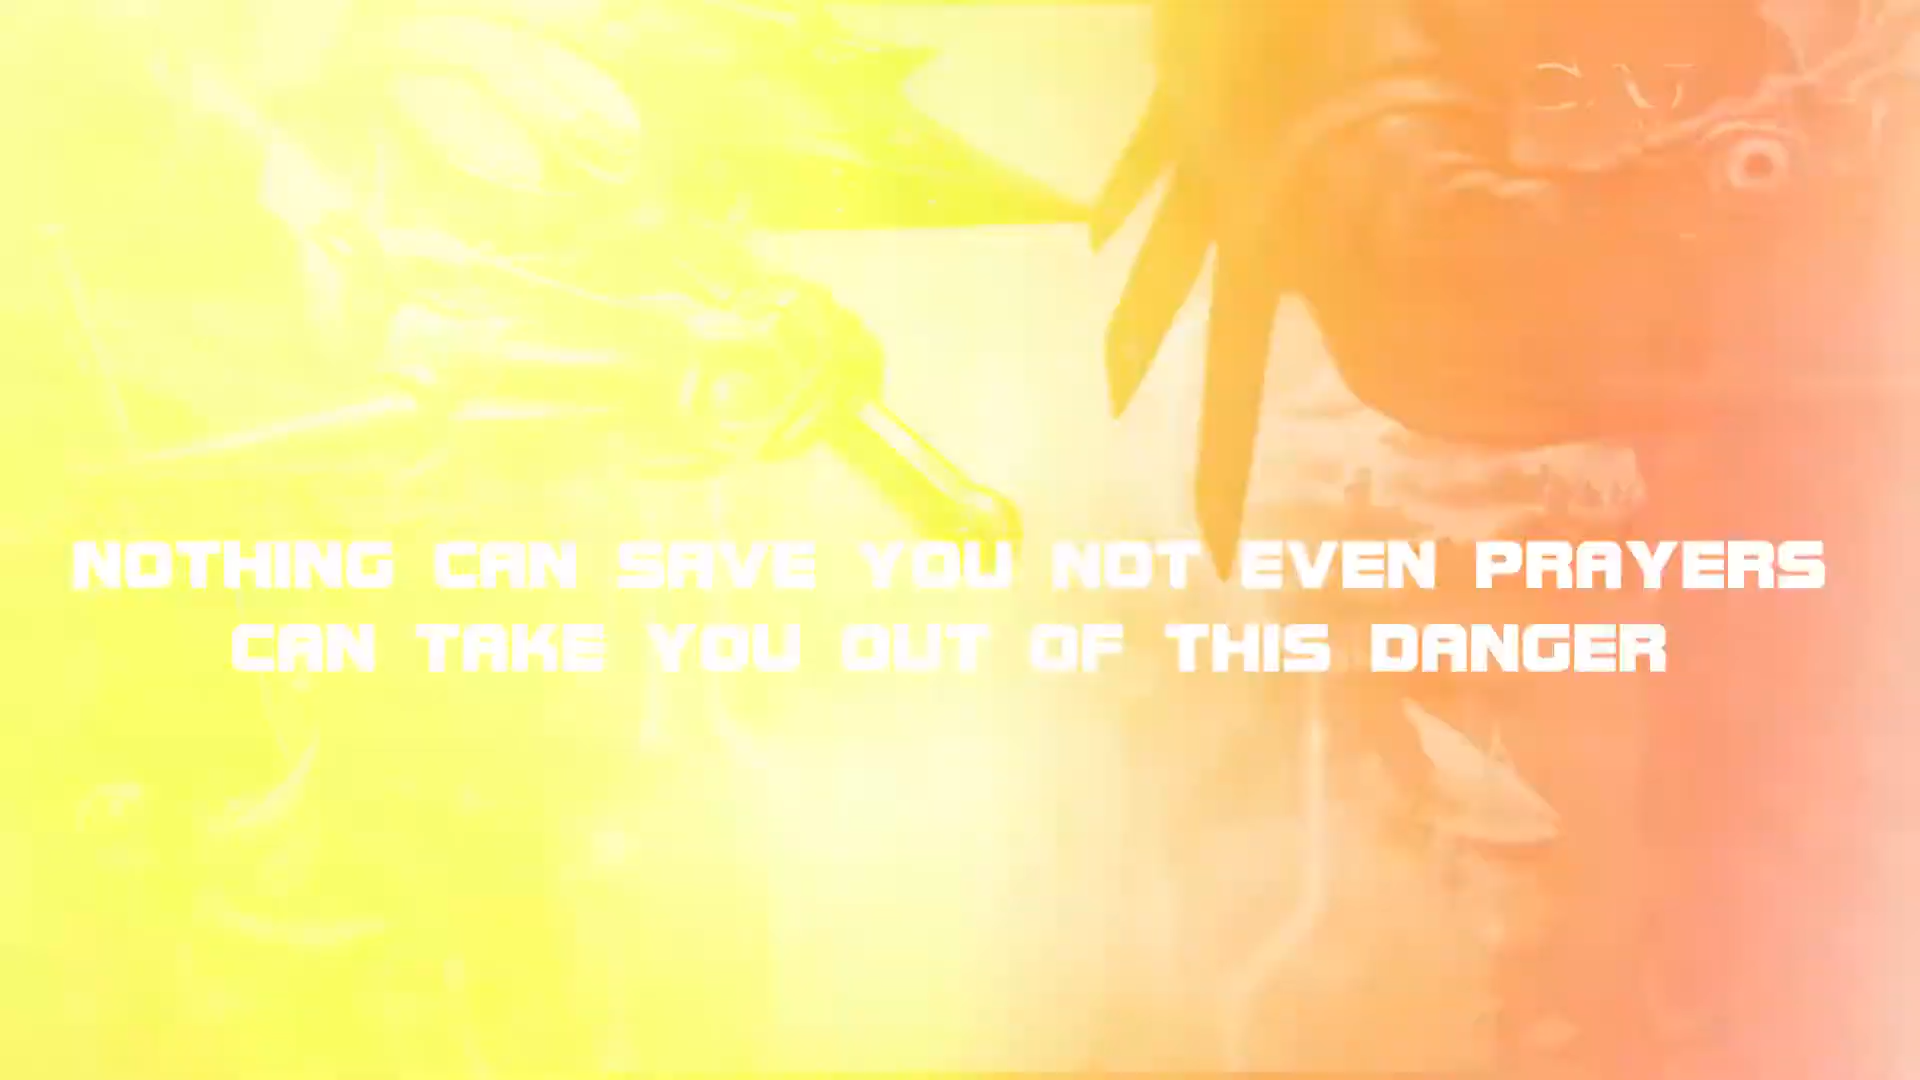 NOTHING CAN SAVE YOU NOT EVEN PRAYERS
CAN TAKE YOU OUT OF THIS DANGER